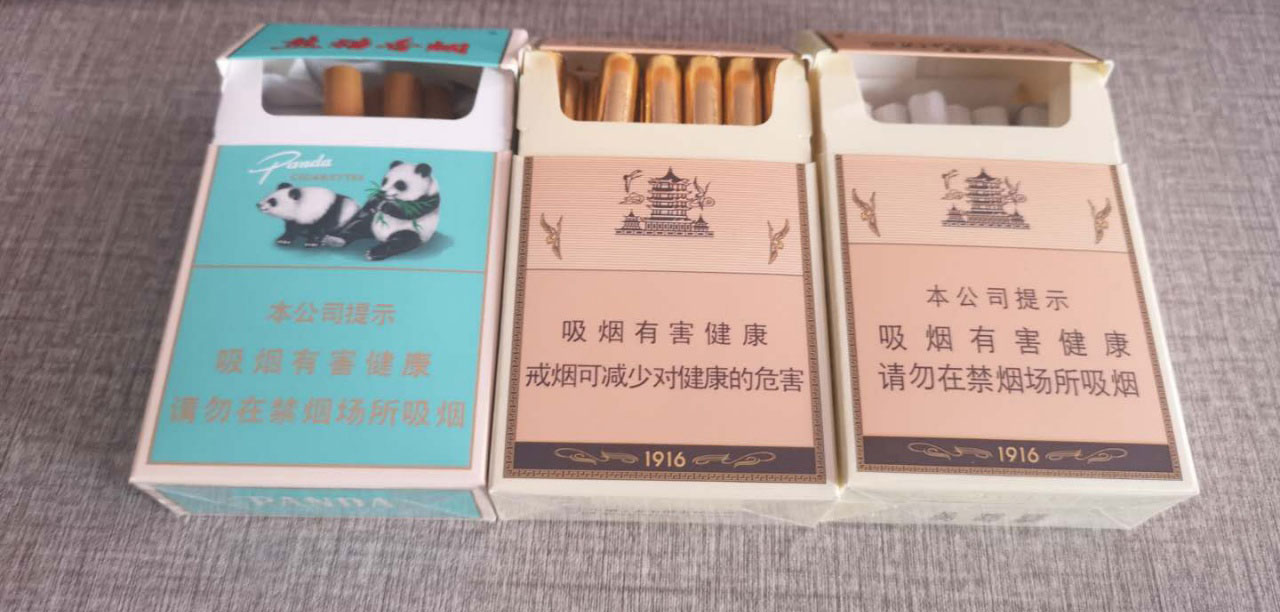 Panda
CIGARETTES
本公司提示
吸烟有害健康
请勿在禁烟场所吸烟
PANDA
吸烟有害健康
戒烟可减少对健康的危害
1916
本公司提示
吸烟有害健康
请勿在禁烟场所吸烟
1916